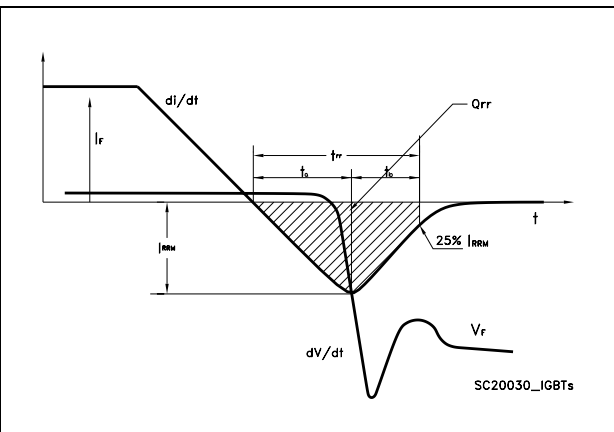 di/dt
Qrr
IF
trr
ta
tb
t
IRRM
25% IRRM
dV/dt
VF
SC20030_IGBTs